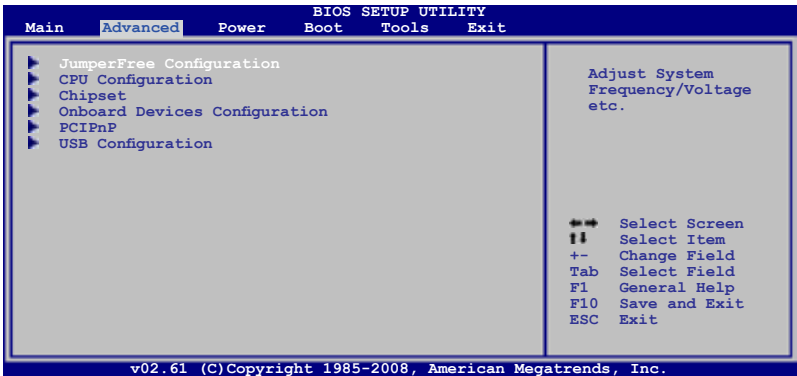 BIOS SETUP UTILITY
Main Advanced Power Boot Tools Exit
JumperFree Configuration
CPU Configuration
Chipset
Onboard Devices Configuration
PCIPnP
USB Configuration
Adjust System
Frequency/Voltage
etc.
Select Screen
Select Item
+- Change Field
Tab Select Field
F1 General Help
F10 Save and Exit
ESC Exit
v02.61 (C)Copyright 1985-2008, American Megatrends, Inc.